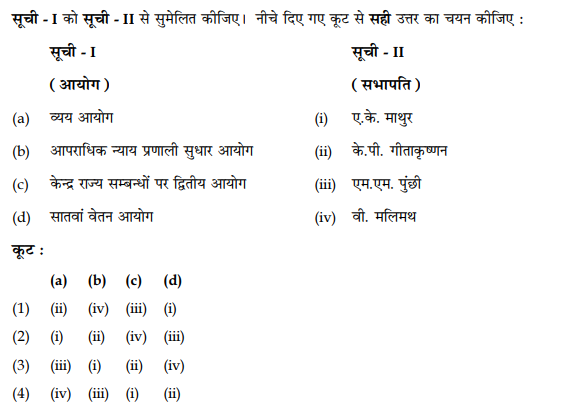 सूची - I को सूची - II से सुमेलित कीजिए। नीचे दिए गए कूट से सही उत्तर का चयन कीजिए :
सूची - I सूची - II
( आयोग ) ( सभापति )
(a) व्यय आयोग (i) ए.के. माथुर
(b) आपराधिक न्याय प्रणाली सुधार आयोग (ii) के.पी. गीताकृष्णन
(c) केन्द्र राज्य सम्बन्धों पर द्वितीय आयोग (iii) एम.एम. पुंछी
(d) सातवां वेतन आयोग (iv) वी. मलिमथ
कूट :
(a) (b) (c) (d)
(1) (ii) (iv) (iii) (i)
(2) (i) (ii) (iv) (iii)
(3) (iii) (i) (ii) (iv)
(4) (iv) (iii) (i) (ii)